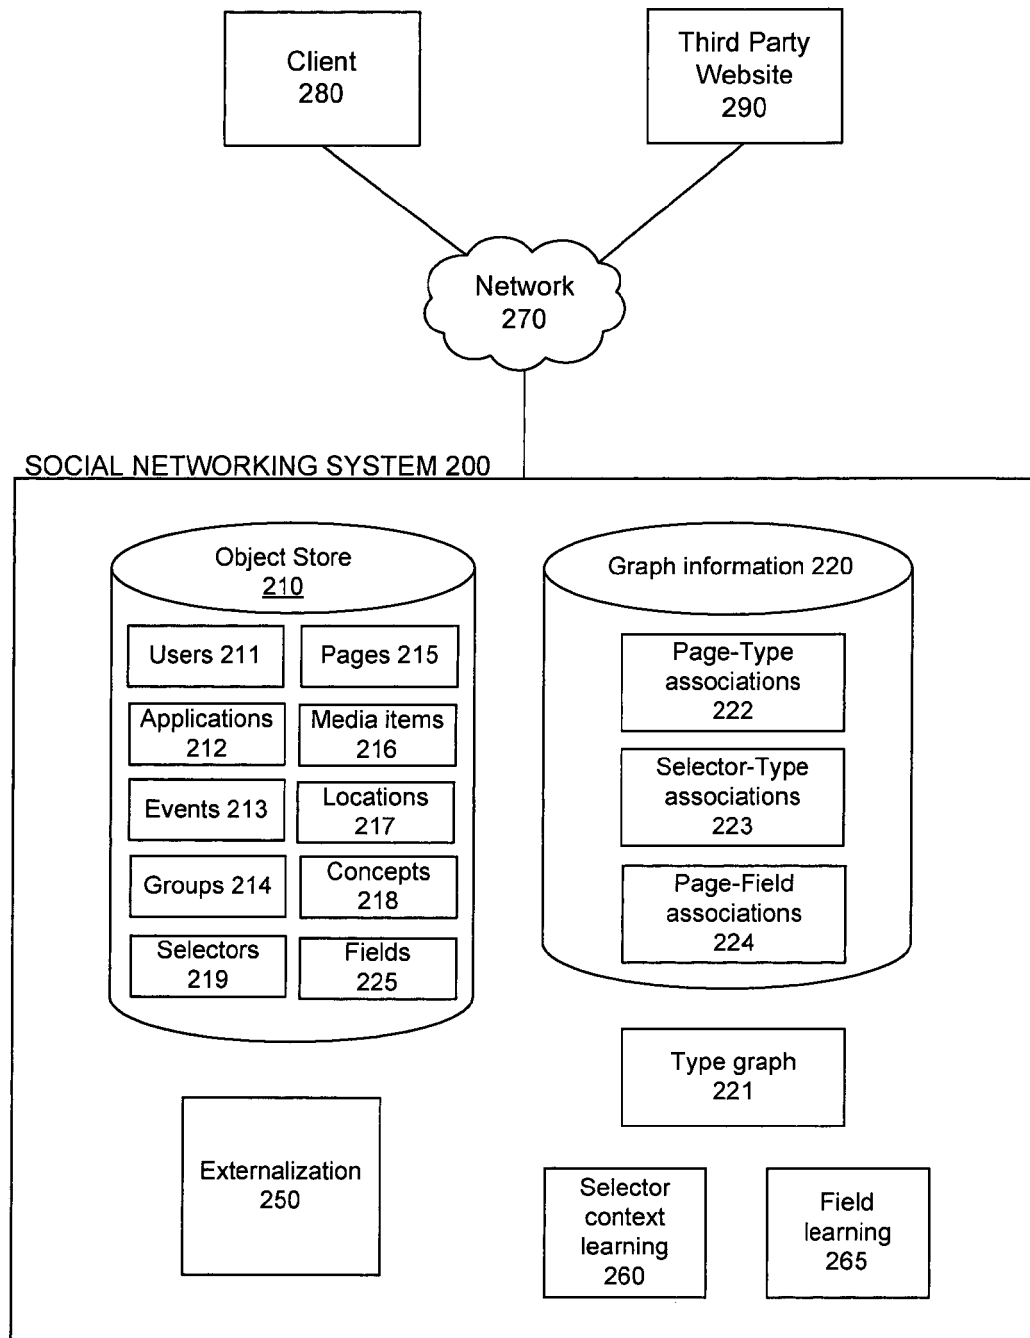 Client
280
Third Party
Website
290
Network
270
SOCIAL NETWORKING SYSTEM 200
Object Store
210
Users 211
Pages 215
Applications
212
Media items
216
Events 213
Locations
217
Groups 214
Concepts
218
Selectors
219
Fields
225
Graph information 220
Page-Type
associations
222
Selector-Type
associations
223
Page-Field
associations
224
Type graph
221
Externalization
250
Selector
context
learning
260
Field
learning
265